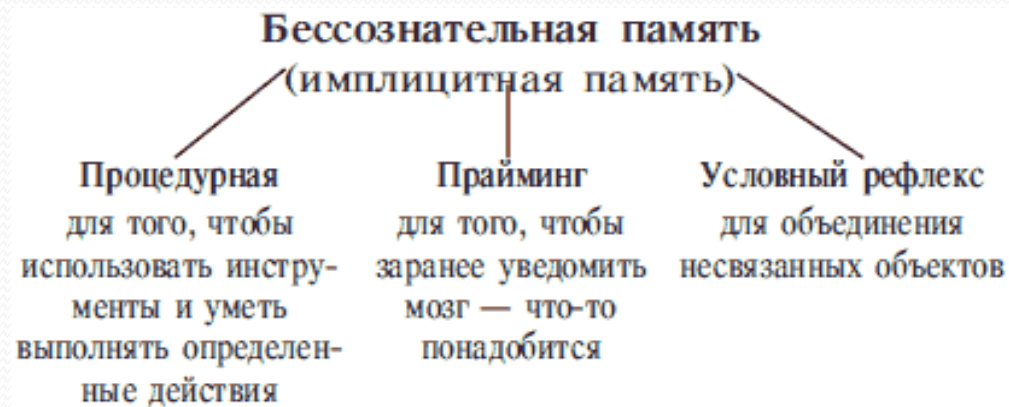 Бессознательная память
(имплицитная память)
Процедурная
для того, чтобы
использовать инстру-
менты и уметь
выполнять определен-
ные действия
Прайминг
для того, чтобы
заранее уведомить
мозг — что-то
понадобится
Условный рефлекс
для объединения
несвязанных объектов